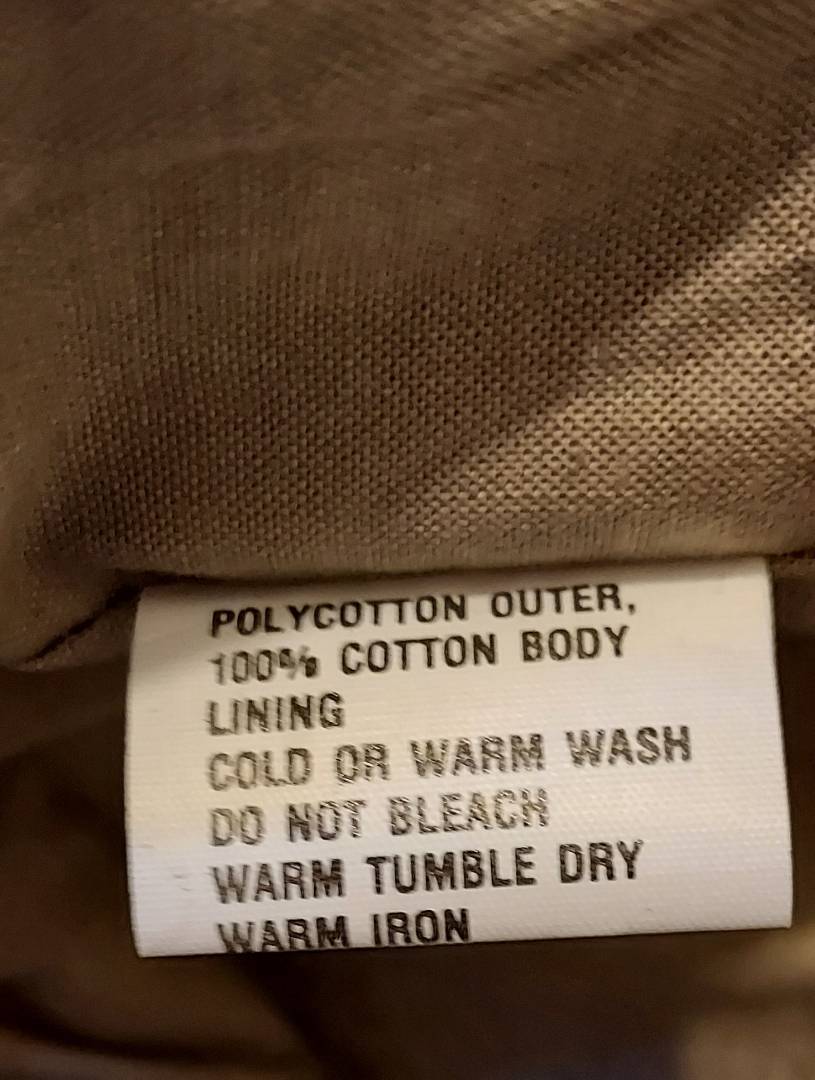 POLYCOTTON OUTER,
100% COTTON BODY
LINING
COLD OR WARM WASH
DO NOT BLEACH
WARM TUMBLE DRY
WARM IRON